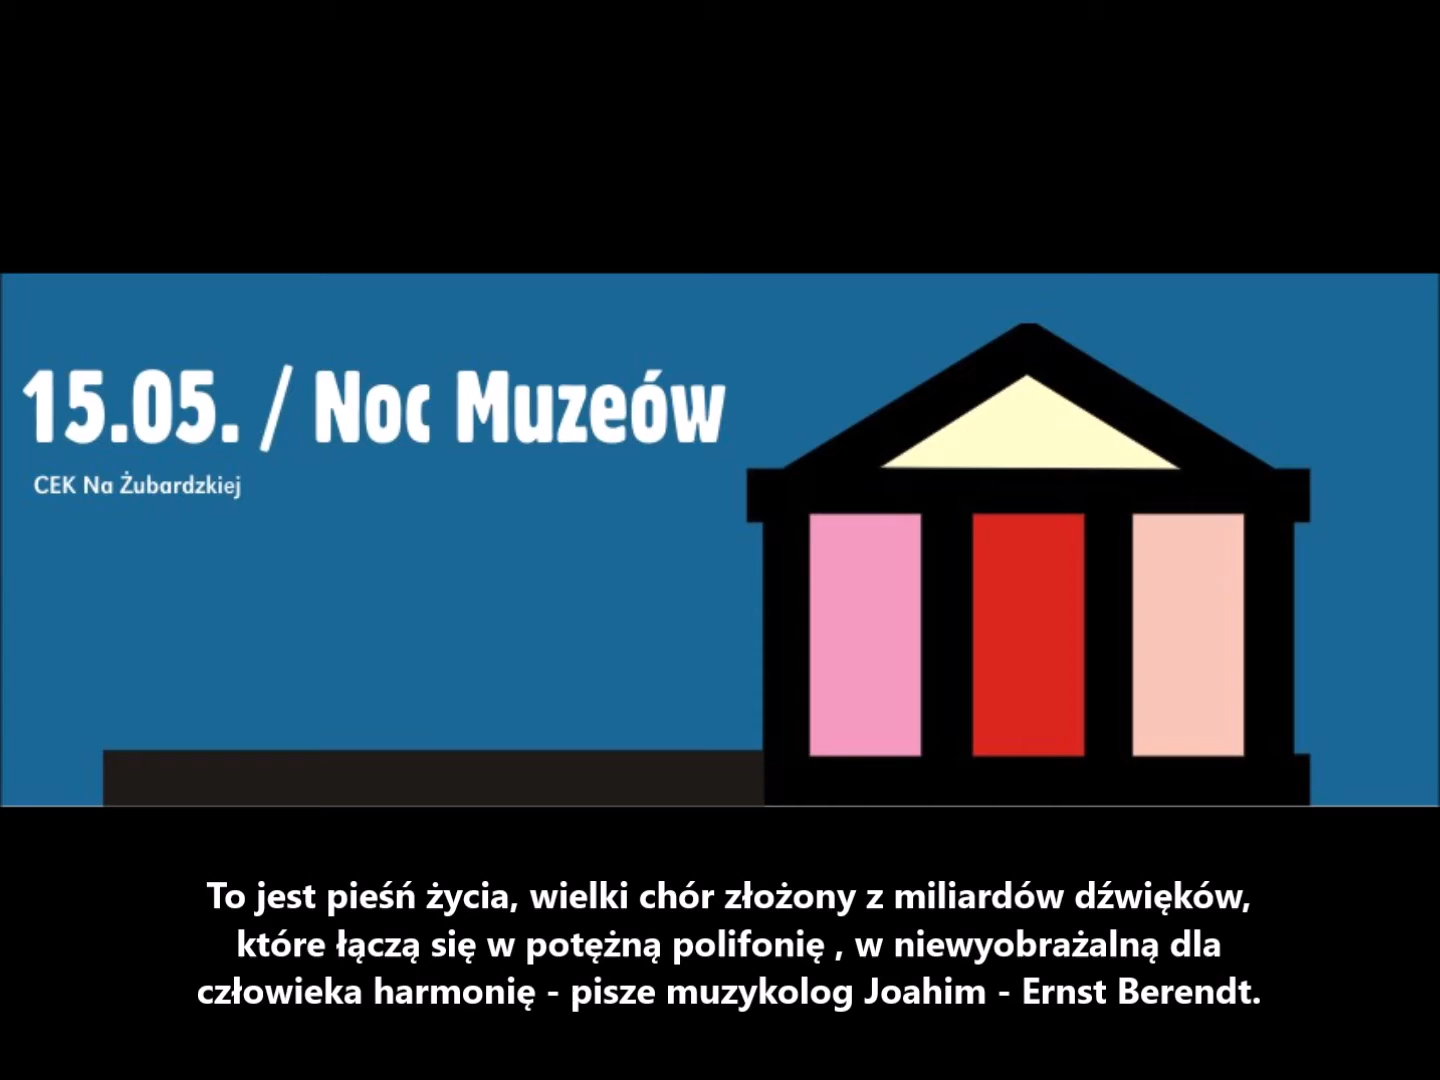 15.05. / Noc Muzeów
CEK Na Żubardzkiej
To jest pieśń życia, wielki chór złożony z miliardów dźwięków,
które łączą się w potężną polifonię , w niewyobrażalną dla
człowieka harmonię - pisze muzykolog Joahim - Ernst Berendt.